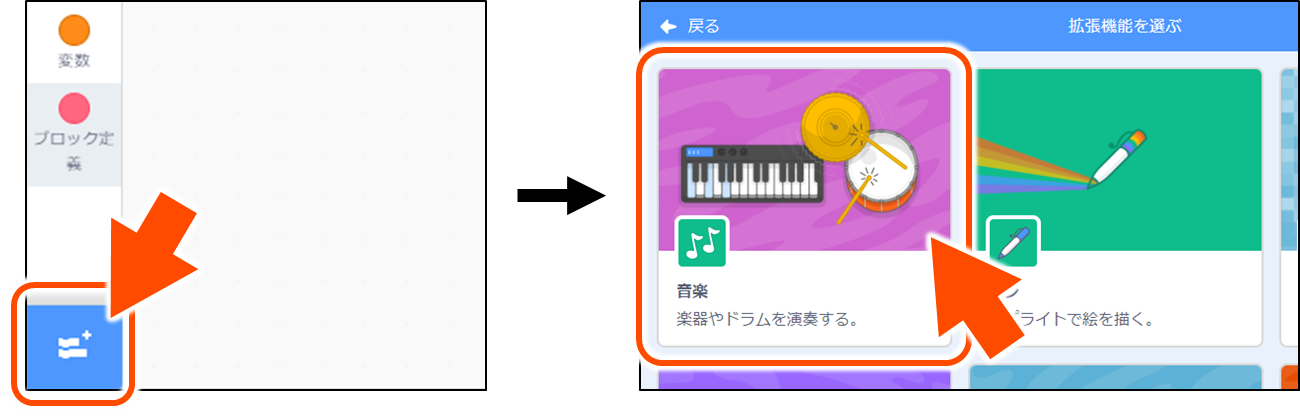 変数
ブロック定
義
戻る
拡張機能を選ぶ
音楽
楽器やドラムを演奏する。
プライトで絵を描く。